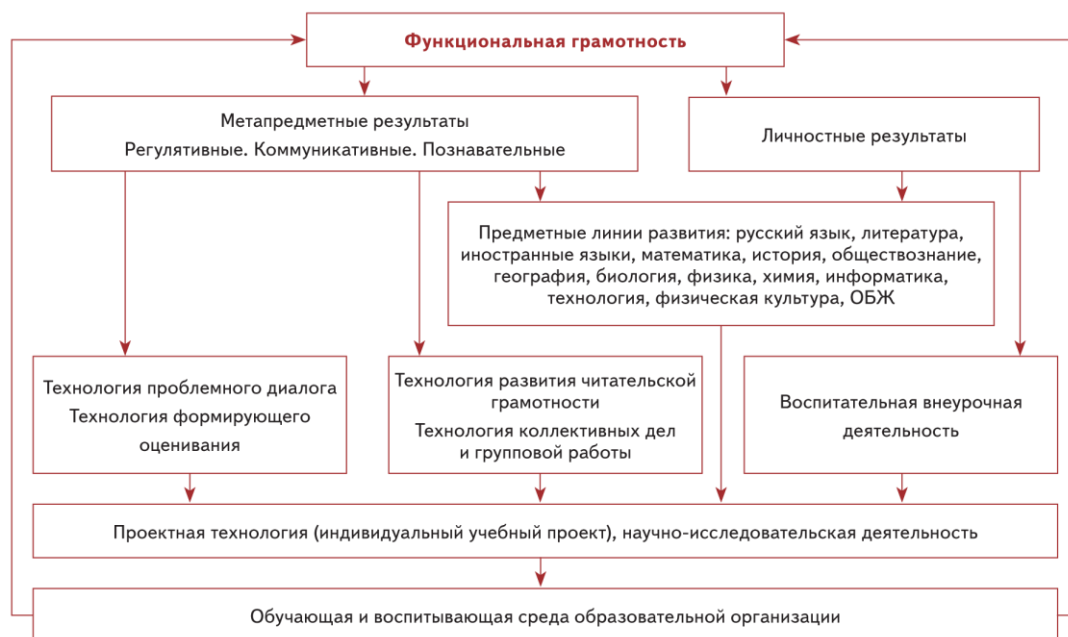 Функциональная грамотность
Метапредметные результаты
Регулятивные. Коммуникативные. Познавательные
Личностные результаты
Предметные линии развития: русский язык, литература,
иностранные языки, математика, история, обществознание,
география, биология, физика, химия, информатика,
технология, физическая культура, ОБЖ
Технология проблемного диалога
Технология формирующего
оценивания
Технология развития читательской
грамотности
Технология коллективных дел
и групповой работы
Воспитательная внеурочная
деятельность
Проектная технология (индивидуальный учебный проект), научно-исследовательская деятельность
Обучающая и воспитывающая среда образовательной организации